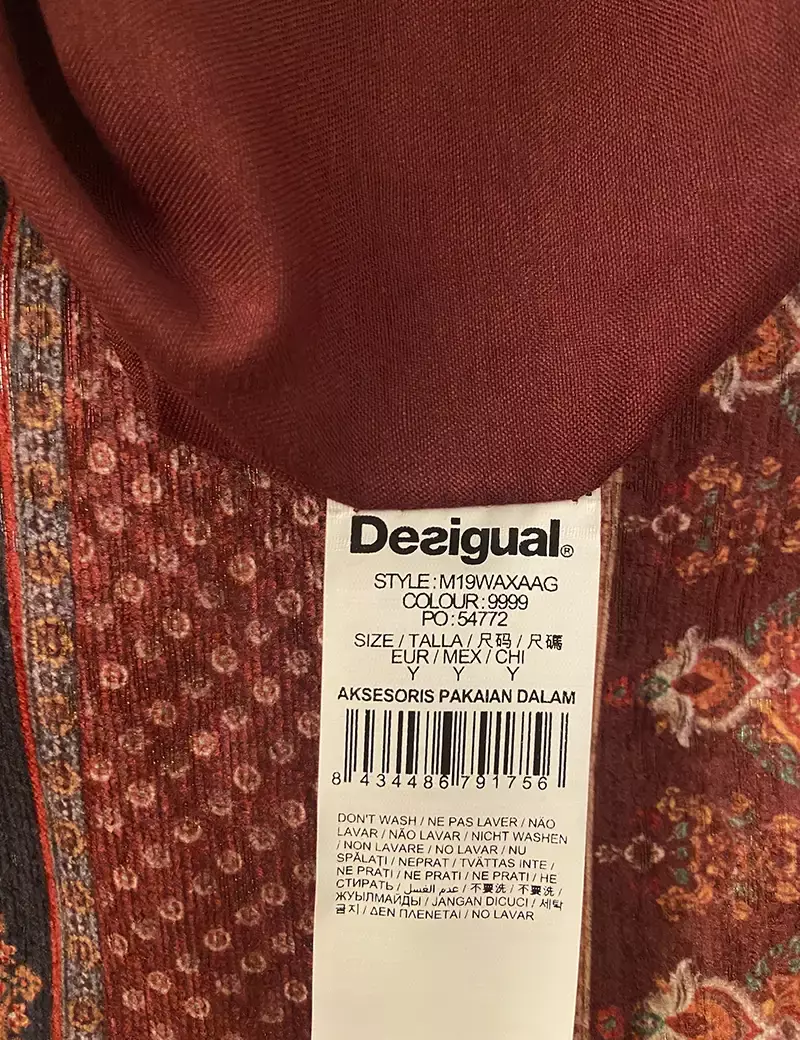 Desigual®
STYLE: M19WAXAAG
COLOUR: 9999
PO: 54772
SIZE / TALLA / 尺码 / 尺碼
EUR / MEX / CHI
Y Y Y
AKSESORIS PAKAIAN DALAM
8 434486 791756
DON'T WASH / NE PAS LAVER / NÃO
LAVAR / NÃO LAVAR / NICHT WASHEN
/ NON LAVARE / NO LAVAR / NU
SPĂLAȚI / NEPRAT / TVÄTTAS INTE /
NE PRATI / NE PRATI / NE PRATI / НЕ
СТИРАТЬ / عدم الغسل / 不要洗 / 不要洗 /
ЖУЫЛМАЙДЫ / JANGAN DICUCI / 세탁
금지 / ΔΕΝ ΠΛΕΝΕΤΑΙ / NO LAVAR